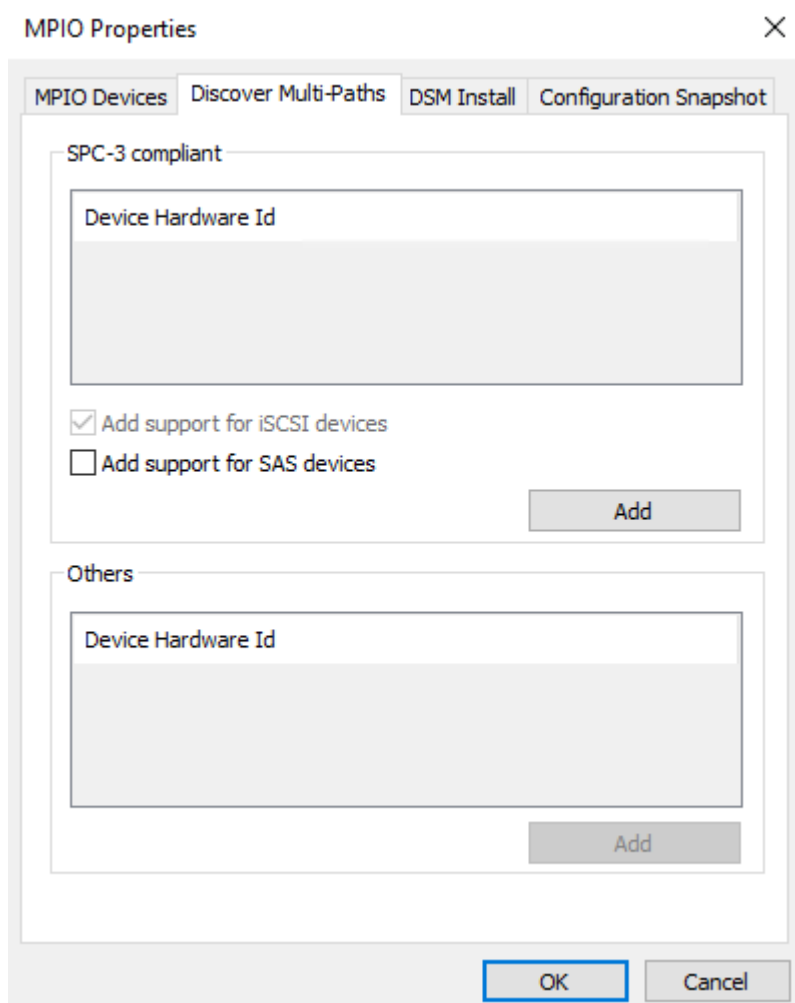 MPIO Properties
MPIO Devices Discover Multi-Paths DSM Install Configuration Snapshot
SPC-3 compliant
Device Hardware Id
Add support for iSCSI devices
Add support for SAS devices
Add
Others
Device Hardware Id
Add
OK Cancel